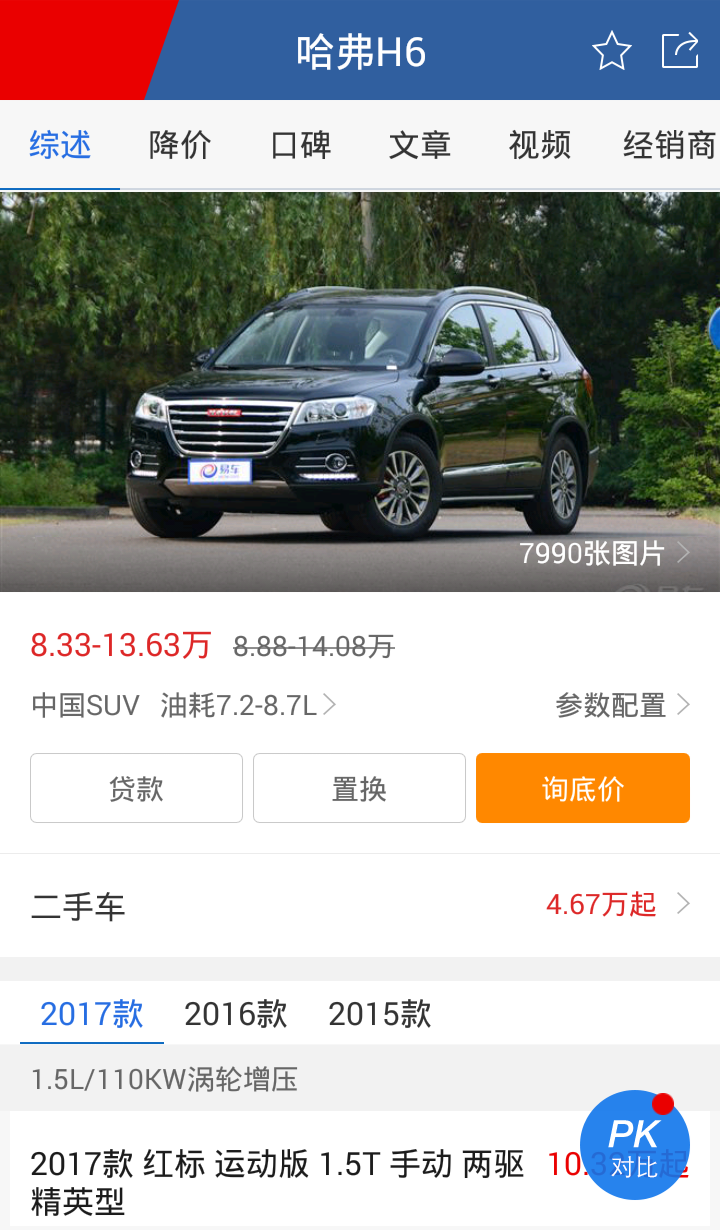 哈弗H6
综述 降价 口碑 文章 视频 经销商
易车
7990张图片
8.33-13.63万 8.88-14.08万
中国SUV 油耗7.2-8.7L 参数配置
贷款 置换 询底价
二手车 4.67万起
2017款 2016款 2015款
1.5L/110KW涡轮增压
PK
对比
2017款 红标 运动版 1.5T 手动 两驱
精英型